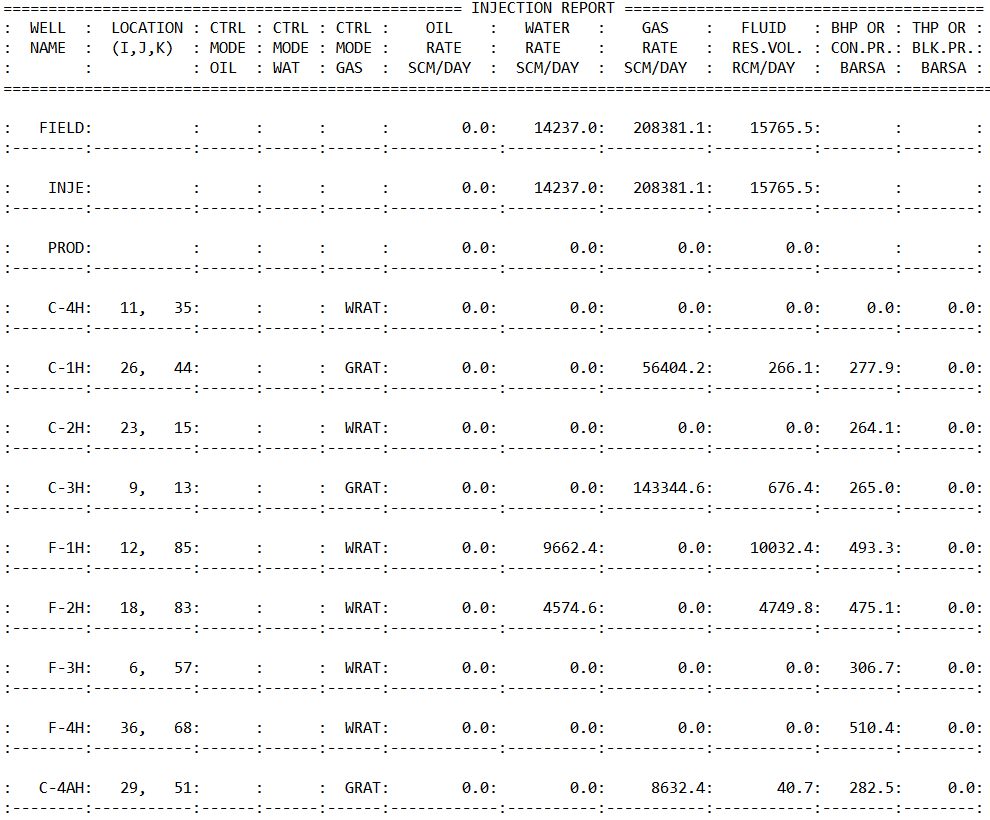 =================================================== INJECTION REPORT ========================================
:  WELL  :  LOCATION : CTRL : CTRL : CTRL :    OIL    :   WATER   :    GAS    :   FLUID   : BHP OR : THP OR :
:  NAME  :  (I,J,K)  : MODE : MODE : MODE :    RATE   :   RATE    :    RATE   :  RES.VOL. : CON.PR.: BLK.PR.:
:        :           : OIL  : WAT  : GAS  :  SCM/DAY  :  SCM/DAY  :  SCM/DAY  :  RCM/DAY  :  BARSA :  BARSA :
==============================================================================================================
:   FIELD:           :      :      :      :        0.0:    14237.0:   208381.1:    15765.5:        :        :
:--------:-----------:------:------:------:------------:----------:-----------:-----------:--------:--------:
:    INJE:           :      :      :      :        0.0:    14237.0:   208381.1:    15765.5:        :        :
:--------:-----------:------:------:------:------------:----------:-----------:-----------:--------:--------:
:    PROD:           :      :      :      :        0.0:        0.0:        0.0:        0.0:        :        :
:--------:-----------:------:------:------:------------:----------:-----------:-----------:--------:--------:
:    C-4H:   11,   35:      :      :  WRAT:        0.0:        0.0:        0.0:        0.0:     0.0:     0.0:
:--------:-----------:------:------:------:------------:----------:-----------:-----------:--------:--------:
:    C-1H:   26,   44:      :      :  GRAT:        0.0:        0.0:    56404.2:      266.1:   277.9:     0.0:
:--------:-----------:------:------:------:------------:----------:-----------:-----------:--------:--------:
:    C-2H:   23,   15:      :      :  WRAT:        0.0:        0.0:        0.0:        0.0:   264.1:     0.0:
:--------:-----------:------:------:------:------------:----------:-----------:-----------:--------:--------:
:    C-3H:    9,   13:      :      :  GRAT:        0.0:        0.0:   143344.6:      676.4:   265.0:     0.0:
:--------:-----------:------:------:------:------------:----------:-----------:-----------:--------:--------:
:    F-1H:   12,   85:      :      :  WRAT:        0.0:     9662.4:        0.0:    10032.4:   493.3:     0.0:
:--------:-----------:------:------:------:------------:----------:-----------:-----------:--------:--------:
:    F-2H:   18,   83:      :      :  WRAT:        0.0:     4574.6:        0.0:     4749.8:   475.1:     0.0:
:--------:-----------:------:------:------:------------:----------:-----------:-----------:--------:--------:
:    F-3H:    6,   57:      :      :  WRAT:        0.0:        0.0:        0.0:        0.0:   306.7:     0.0:
:--------:-----------:------:------:------:------------:----------:-----------:-----------:--------:--------:
:    F-4H:   36,   68:      :      :  WRAT:        0.0:        0.0:        0.0:        0.0:   510.4:     0.0:
:--------:-----------:------:------:------:------------:----------:-----------:-----------:--------:--------:
:   C-4AH:   29,   51:      :      :  GRAT:        0.0:        0.0:     8632.4:       40.7:   282.5:     0.0:
:--------:-----------:------:------:------:------------:----------:-----------:-----------:--------:--------: